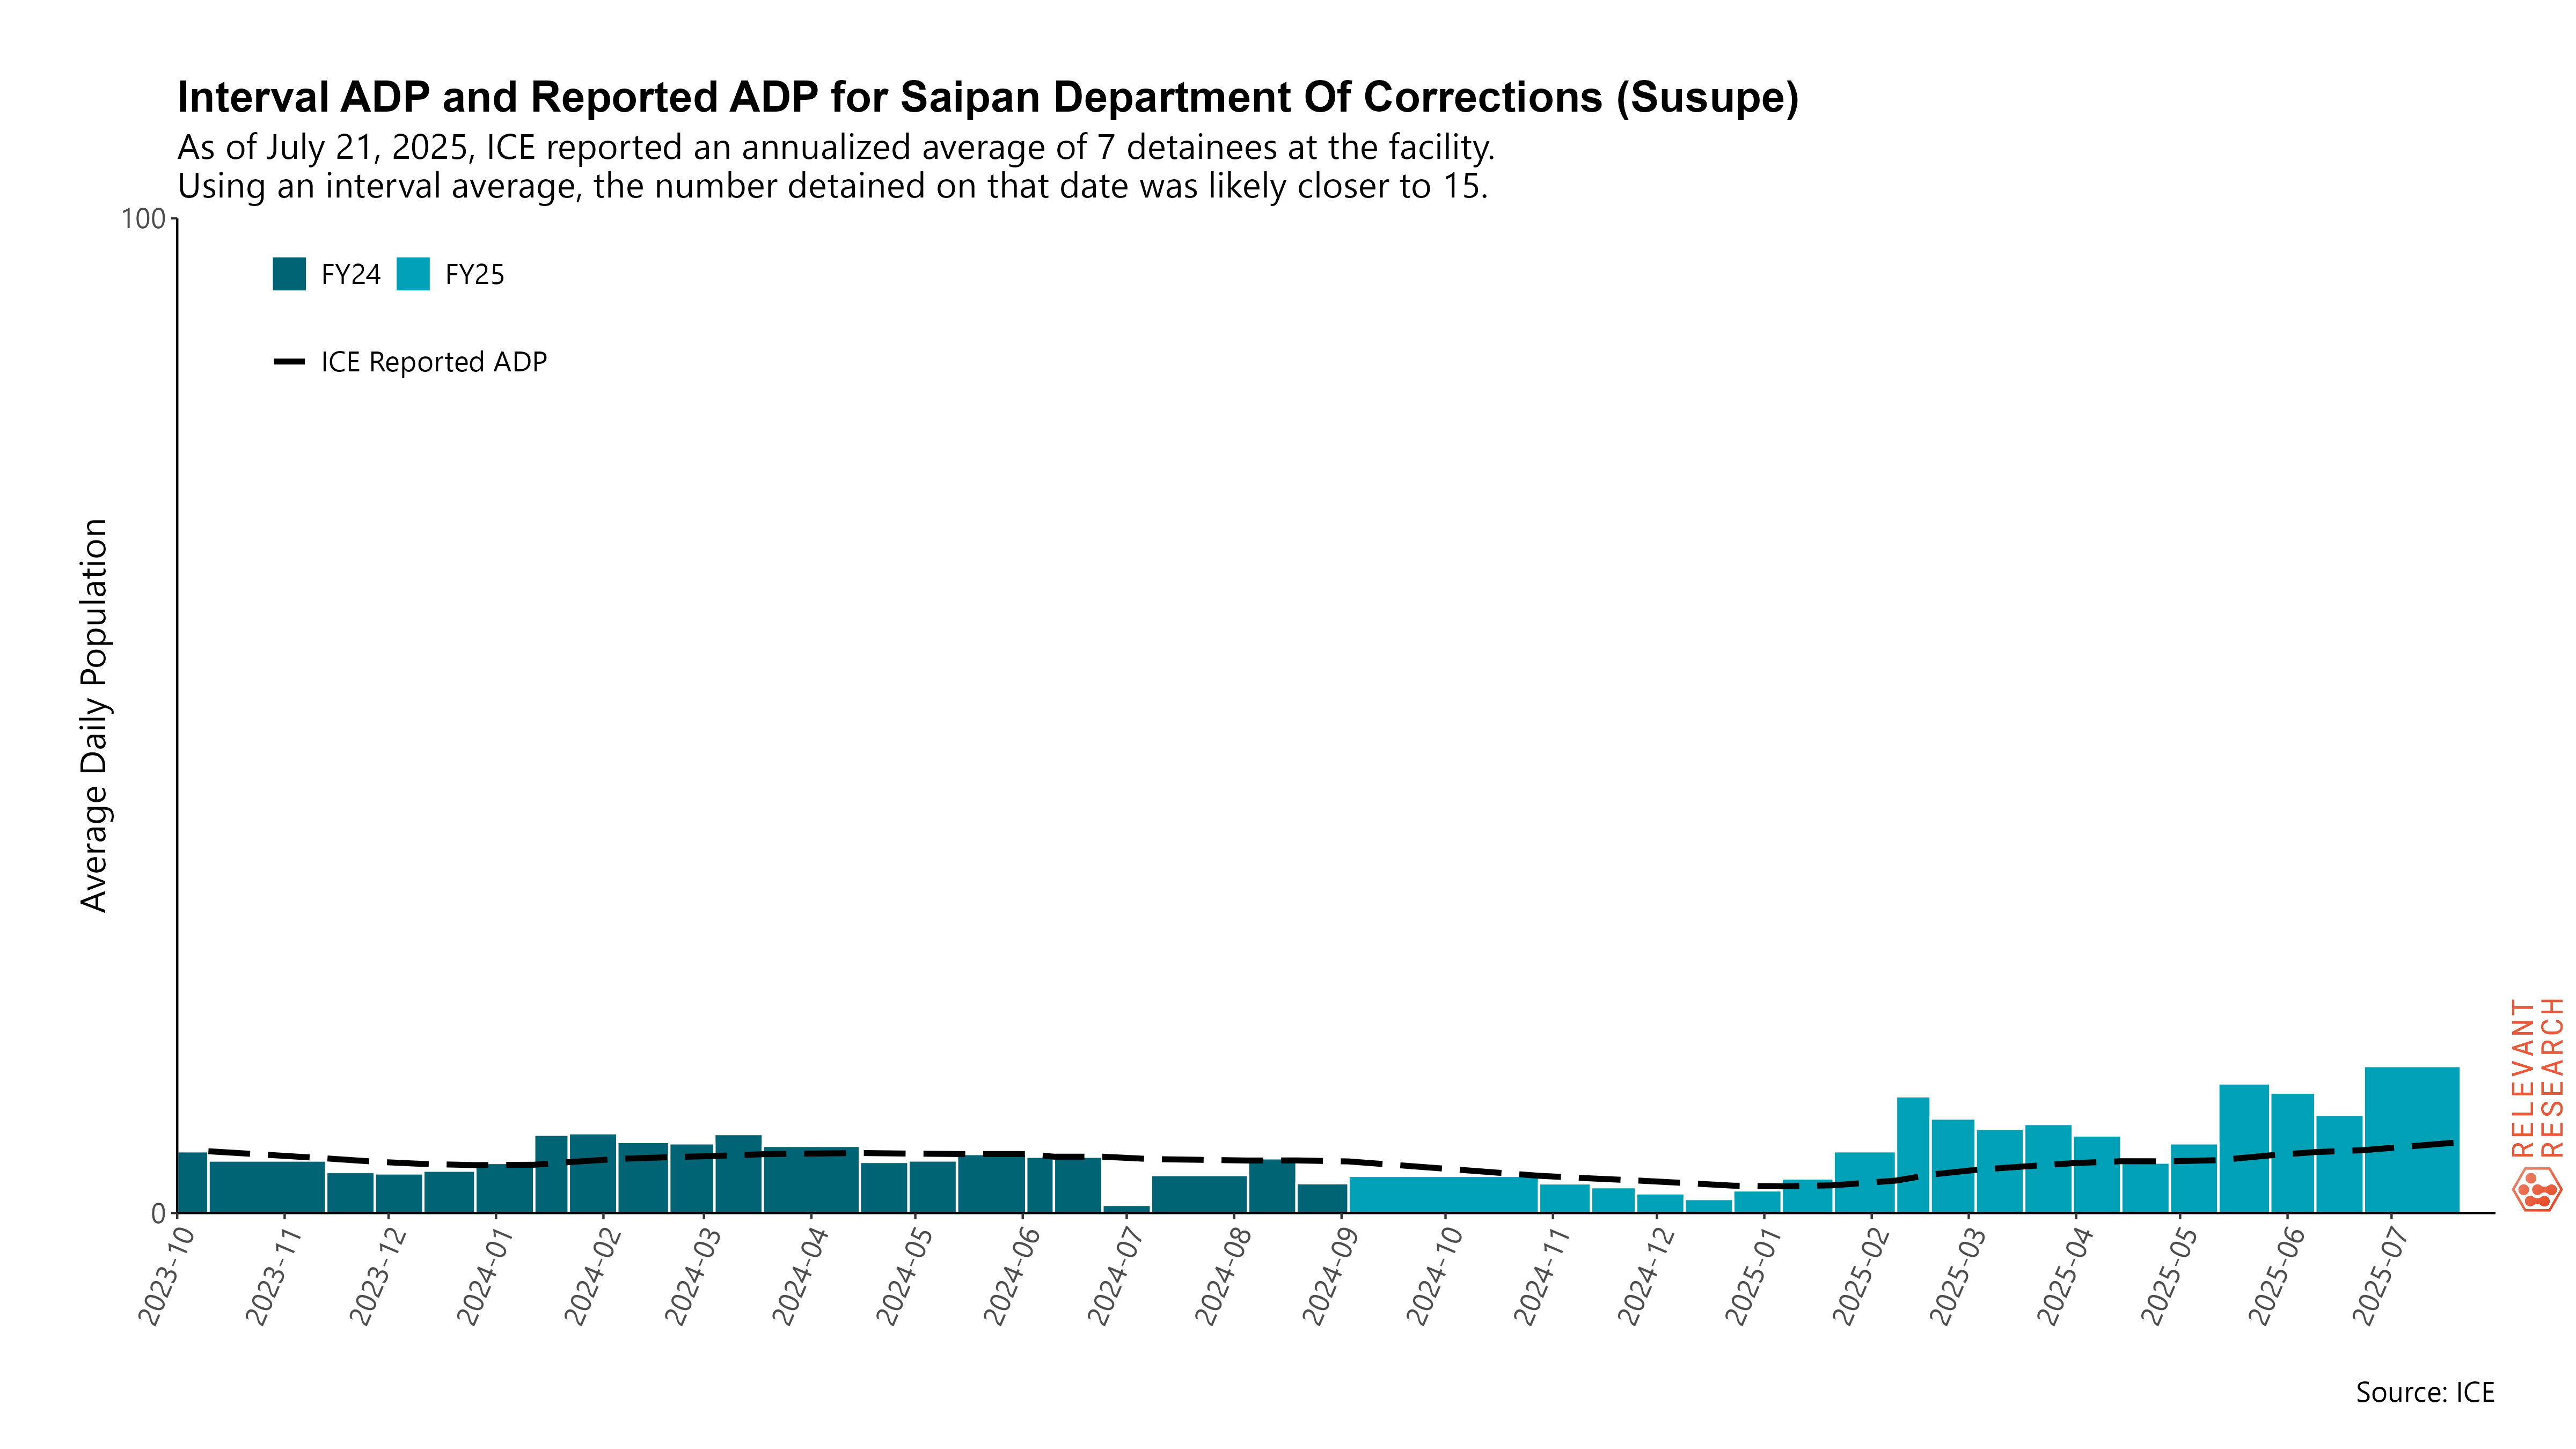 Interval ADP and Reported ADP for Saipan Department Of Corrections (Susupe)
As of July 21, 2025, ICE reported an annualized average of 7 detainees at the facility.
Using an interval average, the number detained on that date was likely closer to 15.
100
FY24
FY25
ICE Reported ADP
Average Daily Population
0
2023-10
2023-11
2023-12
2024-01
2024-02
2024-03
2024-04
2024-05
2024-06
2024-07
2024-08
2024-09
2024-10
2024-11
2024-12
2025-01
2025-02
2025-03
2025-04
2025-05
2025-06
2025-07
RELEVANT
RESEARCH
Source: ICE